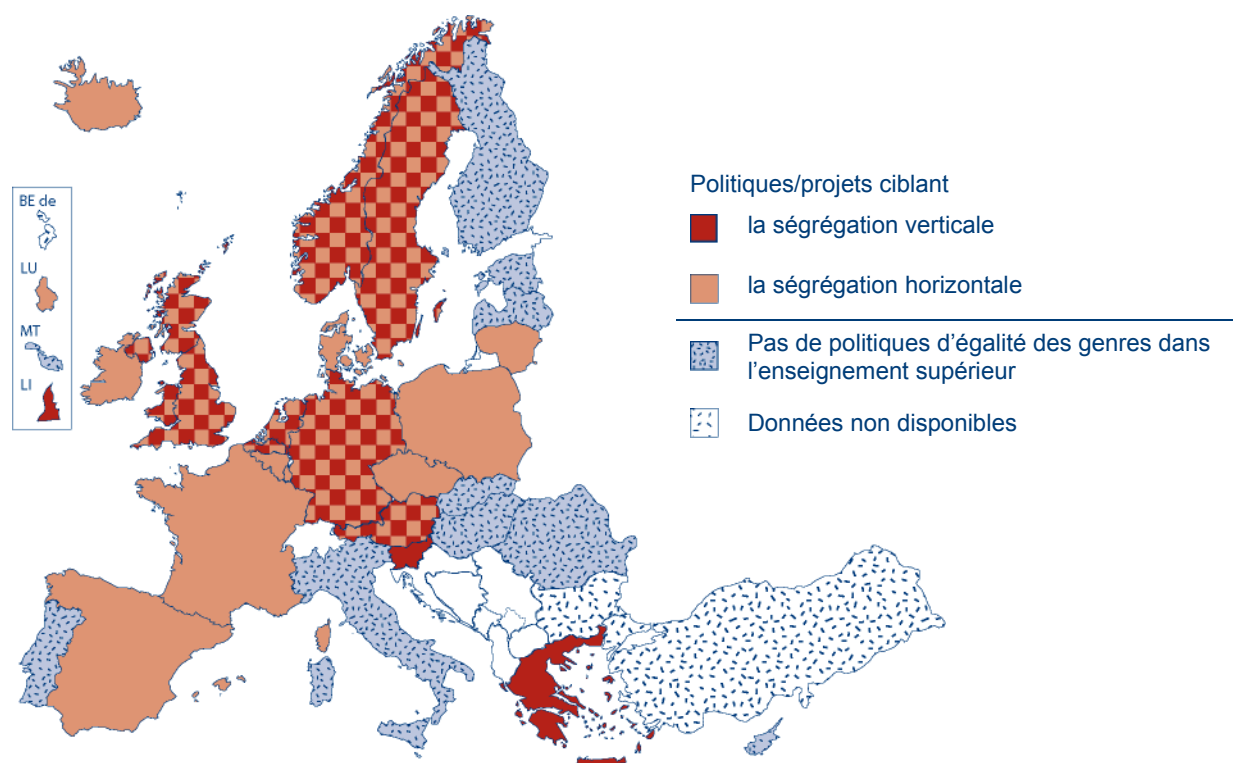 BE de
LU
MT
LI
Politiques/projets ciblant
la ségrégation verticale
la ségrégation horizontale
Pas de politiques d’égalité des genres dans
l’enseignement supérieur
Données non disponibles